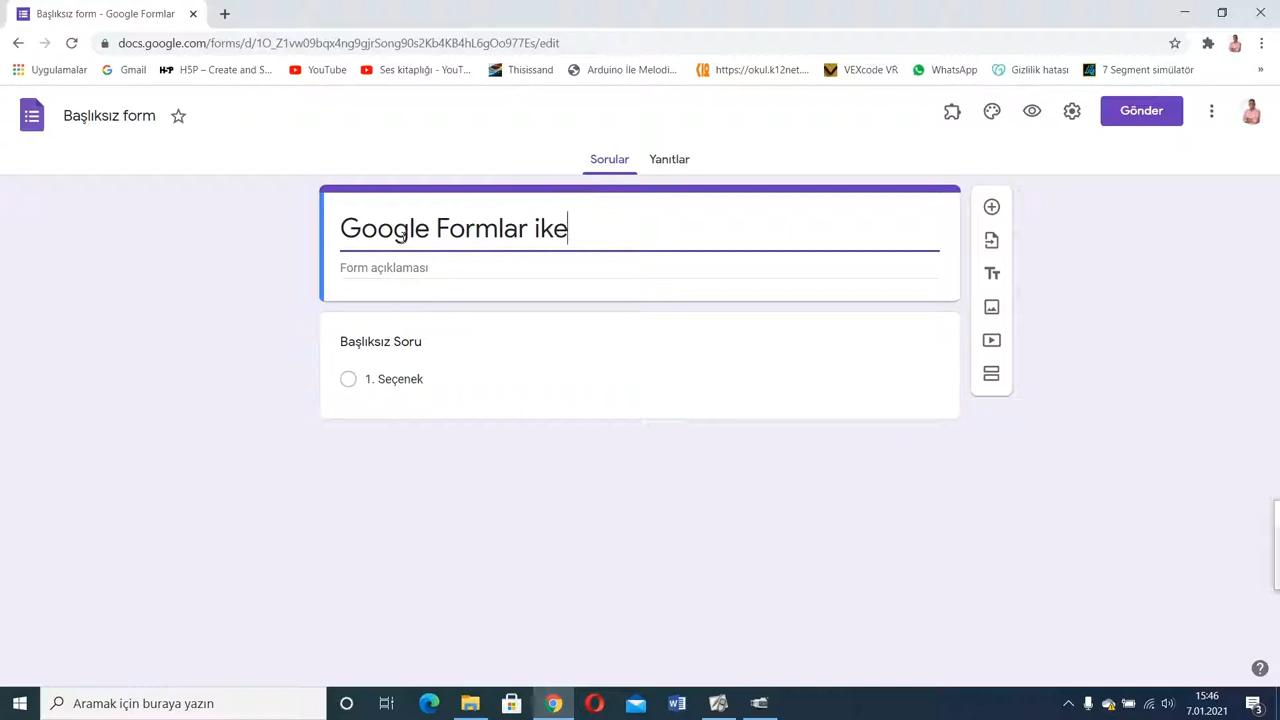 Başlıksız form - Google Formlar
docs.google.com/forms/d/1O_Z1vw09bqx4ng9gjrSong90s2Kb4KB4hL6gOo977Es/edit
Uygulamalar Gmail H5P – Create and S... YouTube Ses kitaplığı - YouT... Thisissand Arduino İle Melodi... https://okul.k12net.... VEXcode VR WhatsApp Gizlilik hatası 7 Segment simülatör »
Başlıksız form
Gönder
Sorular Yanıtlar
Google Formlar ike
Form açıklaması
Başlıksız Soru
1. Seçenek
Aramak için buraya yazın
15:46
7.01.2021
3